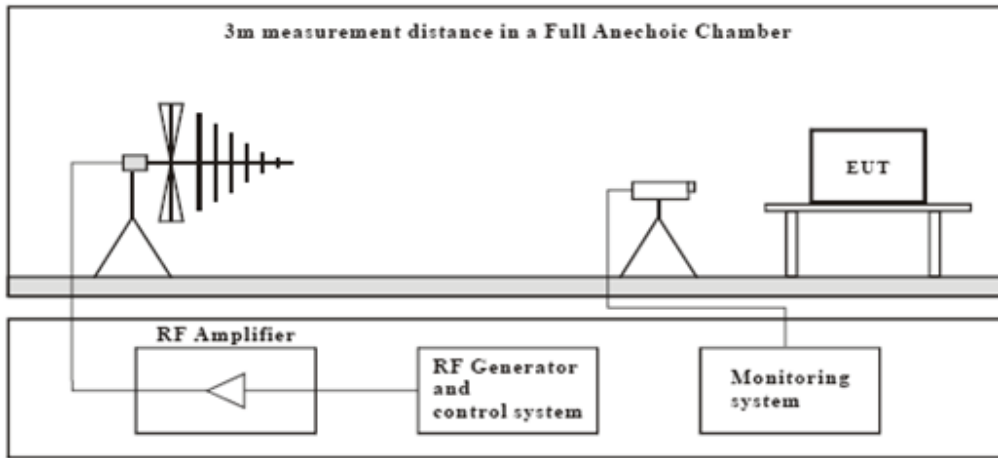 3m measurement distance in a Full Anechoic Chamber
EUT
RF Amplifier
RF Generator
and
control system
Monitoring
system